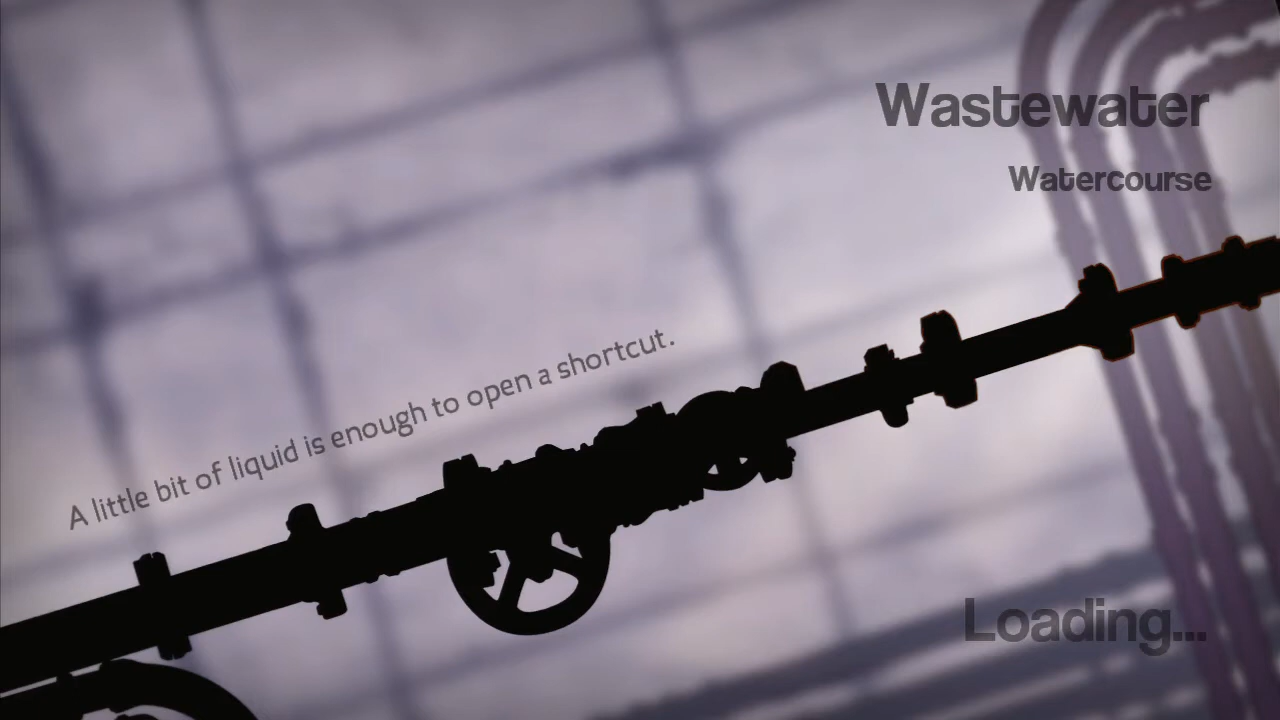 Wastewater
Watercourse
A little bit of liquid is enough to open a shortcut.
Loading...